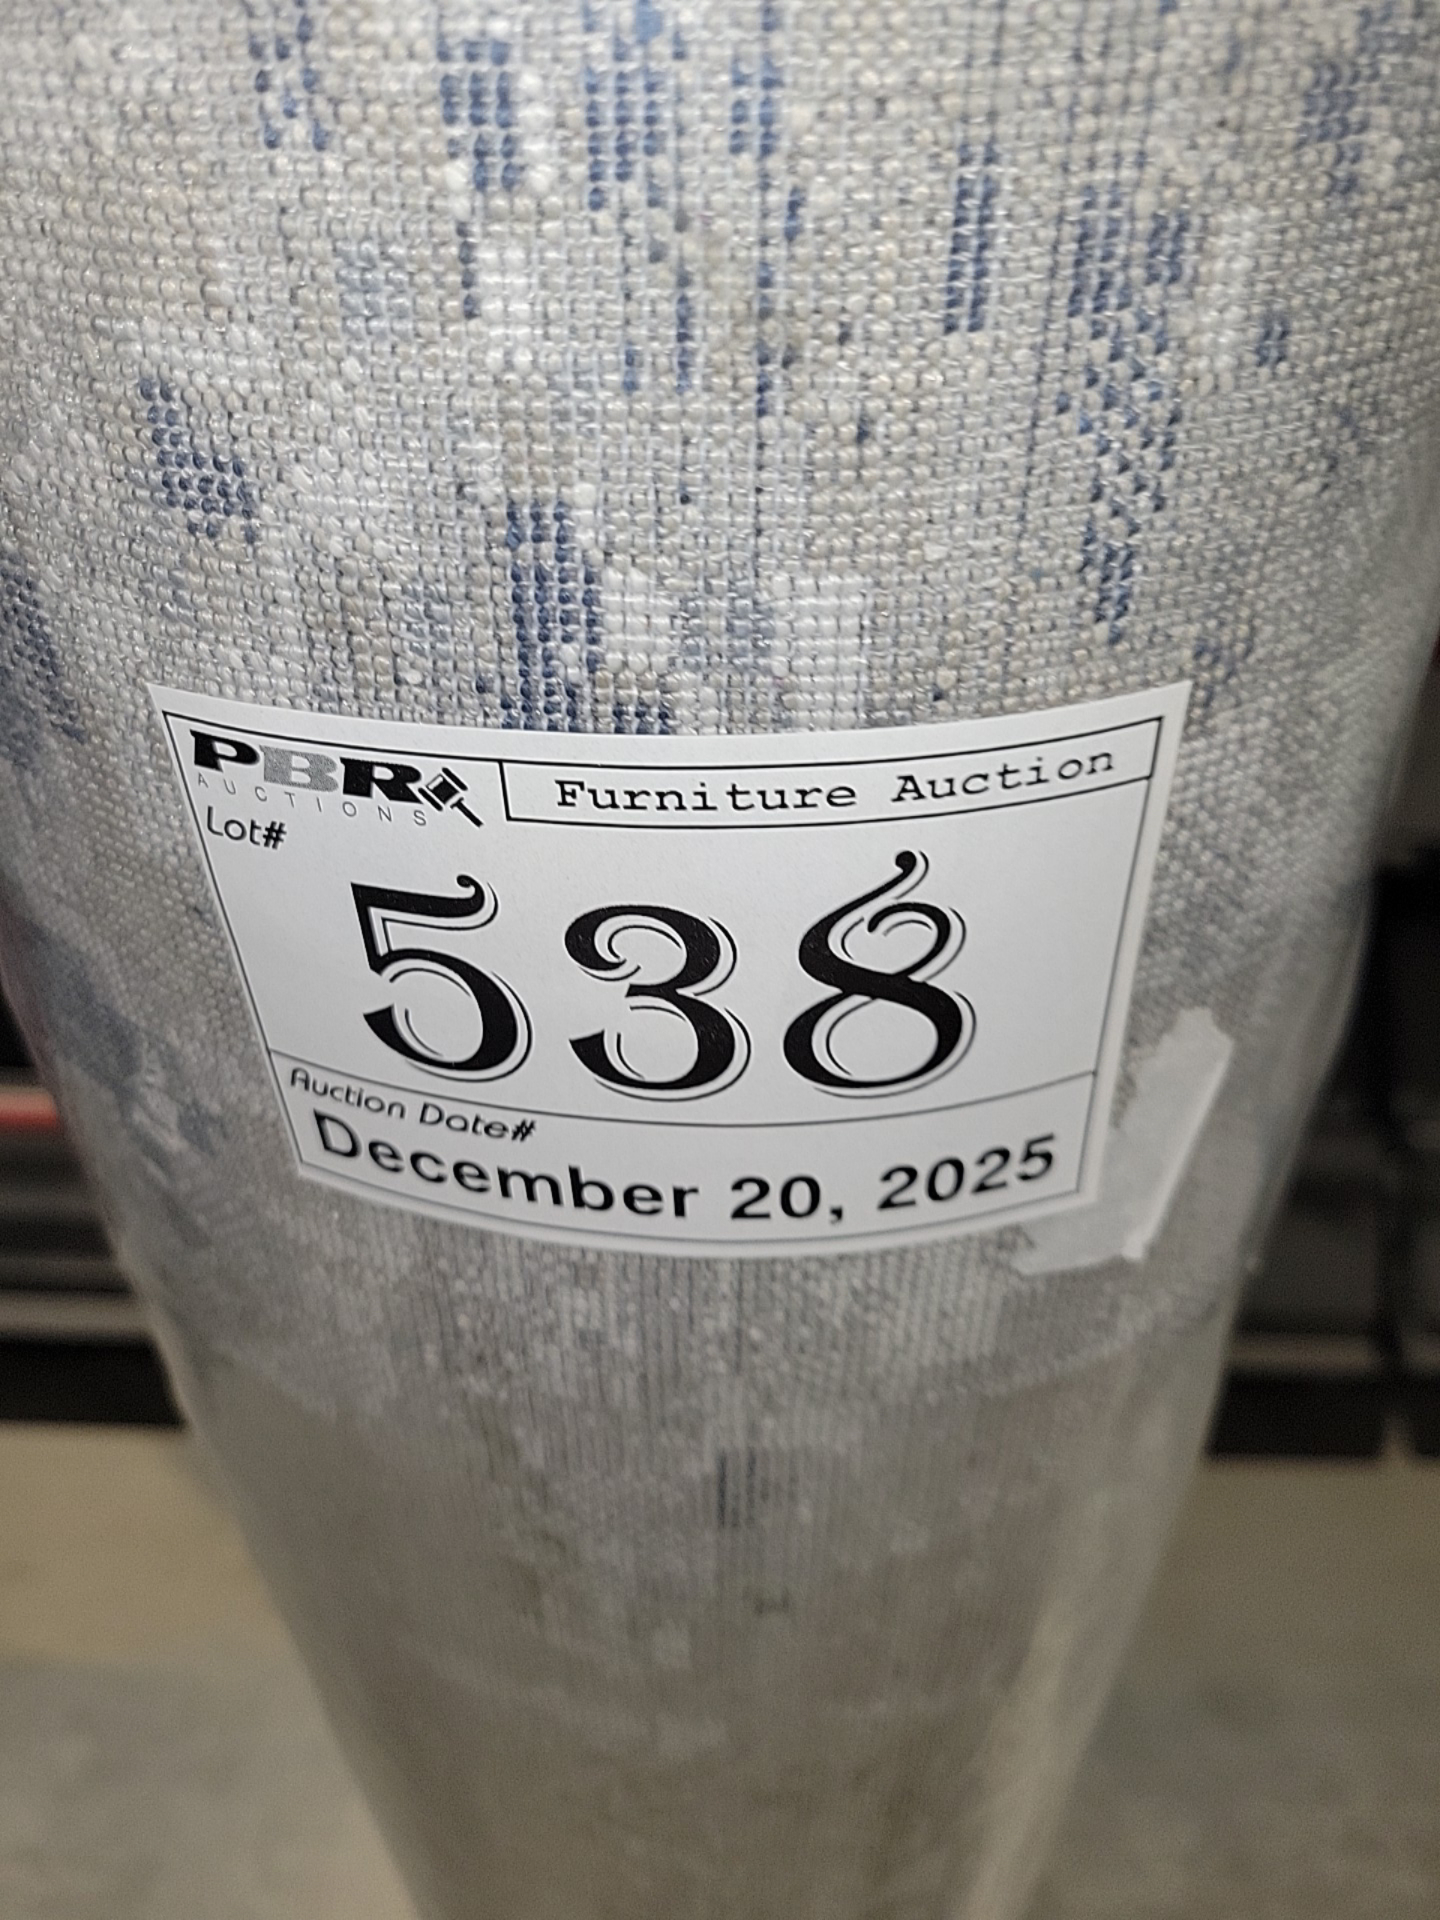 PBR
AUCTIONS
Furniture Auction
Lot#
538
Auction Date#
December 20, 2025